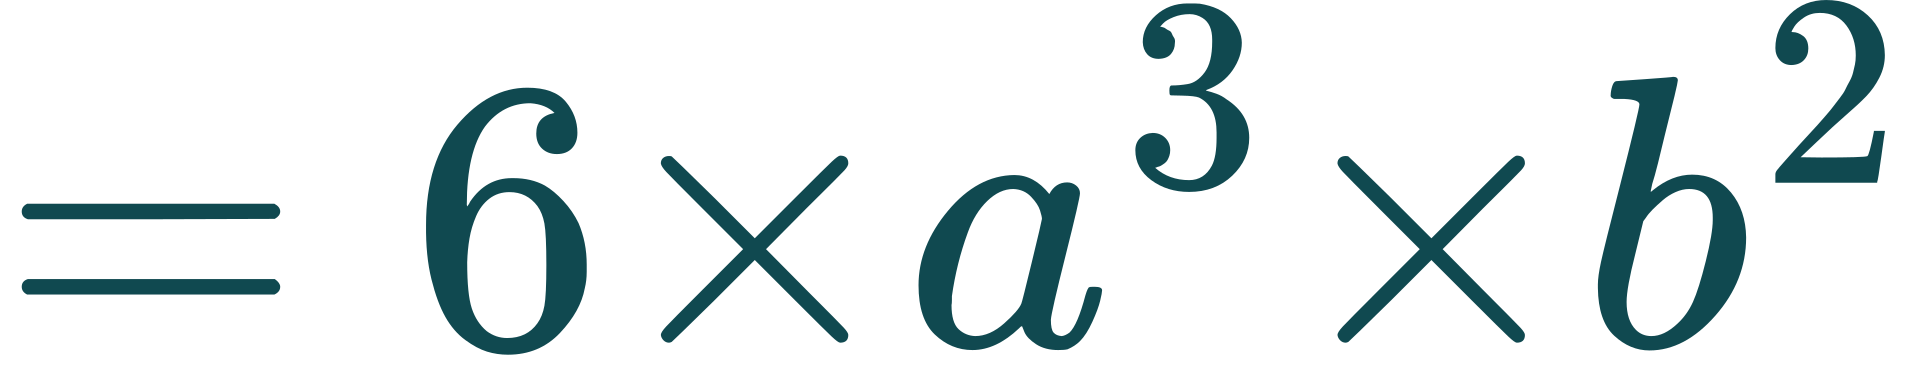 = 6 × a³ × b²